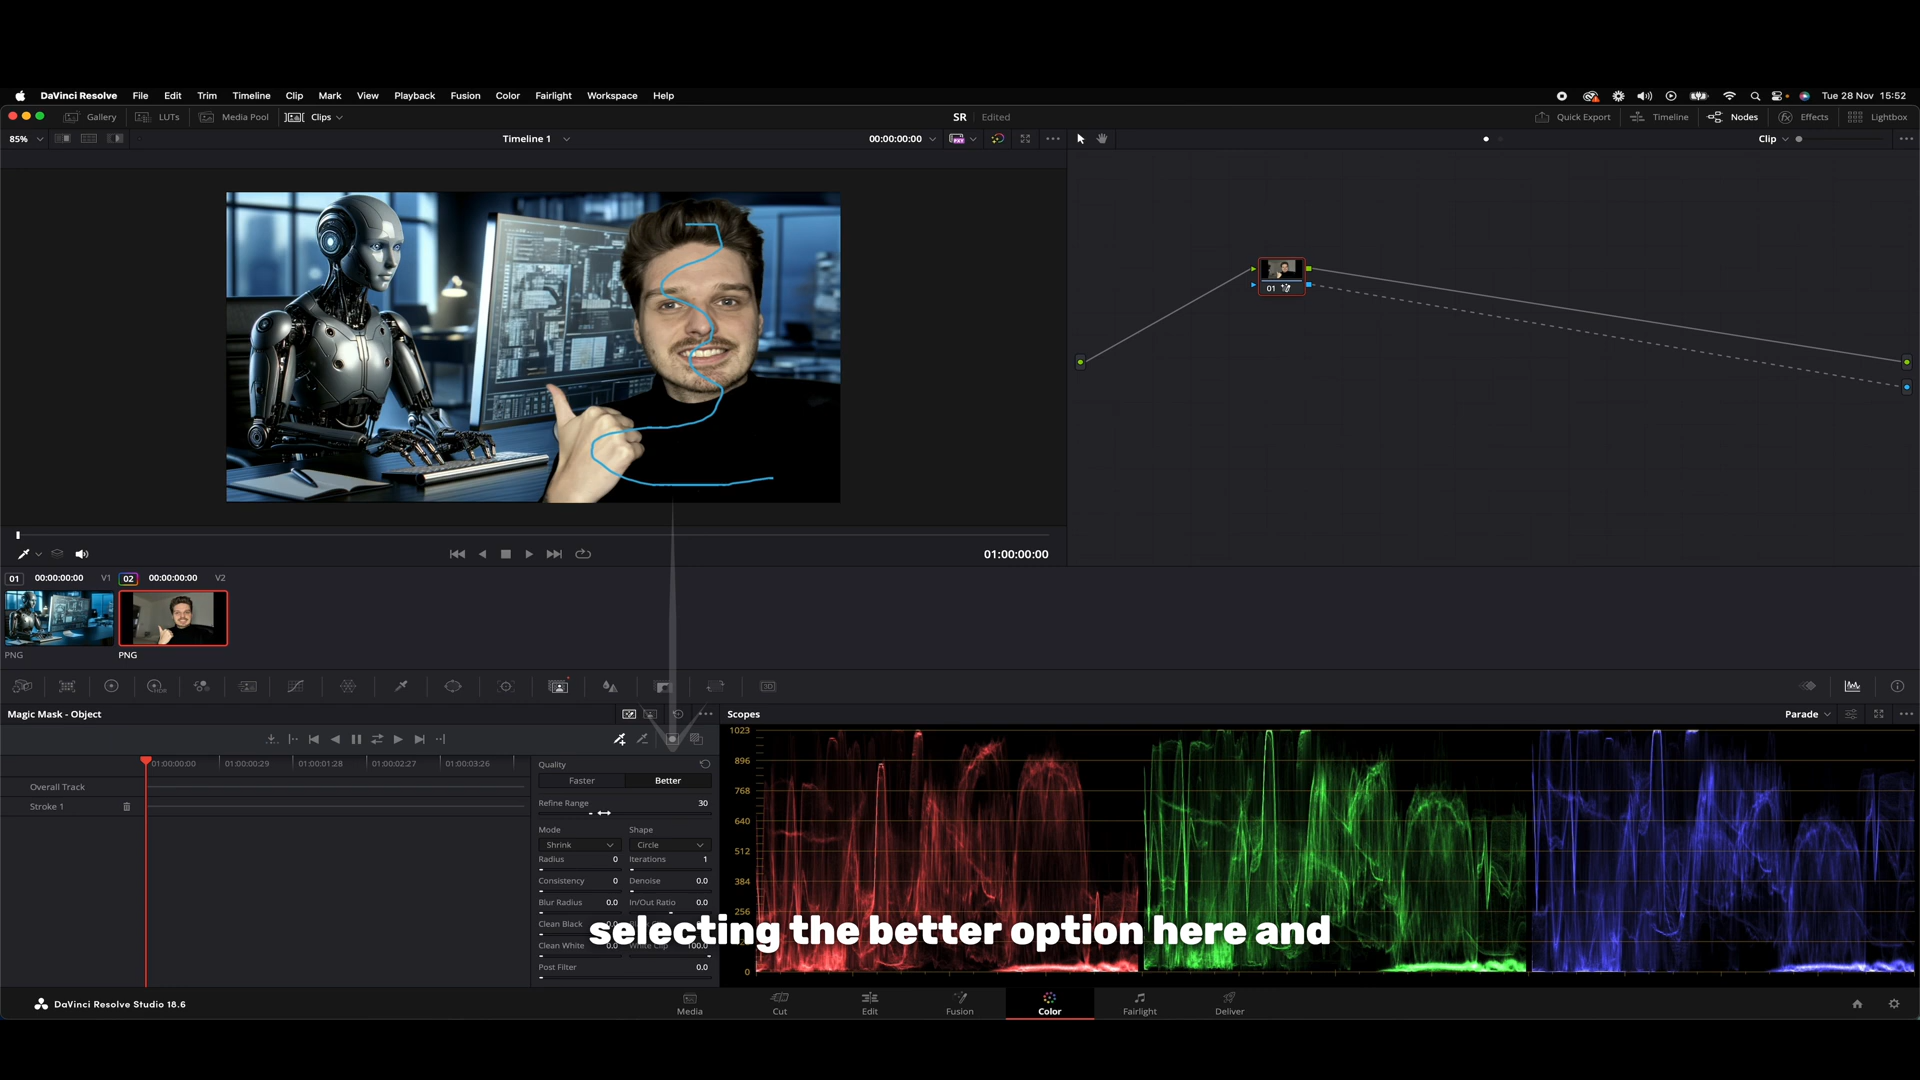 DaVinci Resolve File Edit Trim Timeline Clip Mark View Playback Fusion Color Fairlight Workspace Help Tue 28 Nov 15:52
Gallery LUTs Media Pool Clips SR Edited Quick Export Timeline Nodes Effects Lightbox
85% Timeline 1 00:00:00:00 Clip
01
01:00:00:00
01 00:00:00:00 V1 02 00:00:00:00 V2
PNG PNG
HDR 3D
Magic Mask - Object Scopes Parade
01:00:00:00 01:00:00:29 01:00:01:28 01:00:02:27 01:00:03:26
Overall Track
Stroke 1
Quality
Faster Better
Refine Range 30
Mode Shape
Shrink Circle
Radius 0 Iterations 1
Consistency 0 Denoise 0.0
Blur Radius 0.0 In/Out Ratio 0.0
Clean Black
Clean White 0.0 White Clip 100.0
Post Filter 0.0
1023
896
768
640
512
384
256
0
selecting the better option here and
DaVinci Resolve Studio 18.6 Media Cut Edit Fusion Color Fairlight Deliver